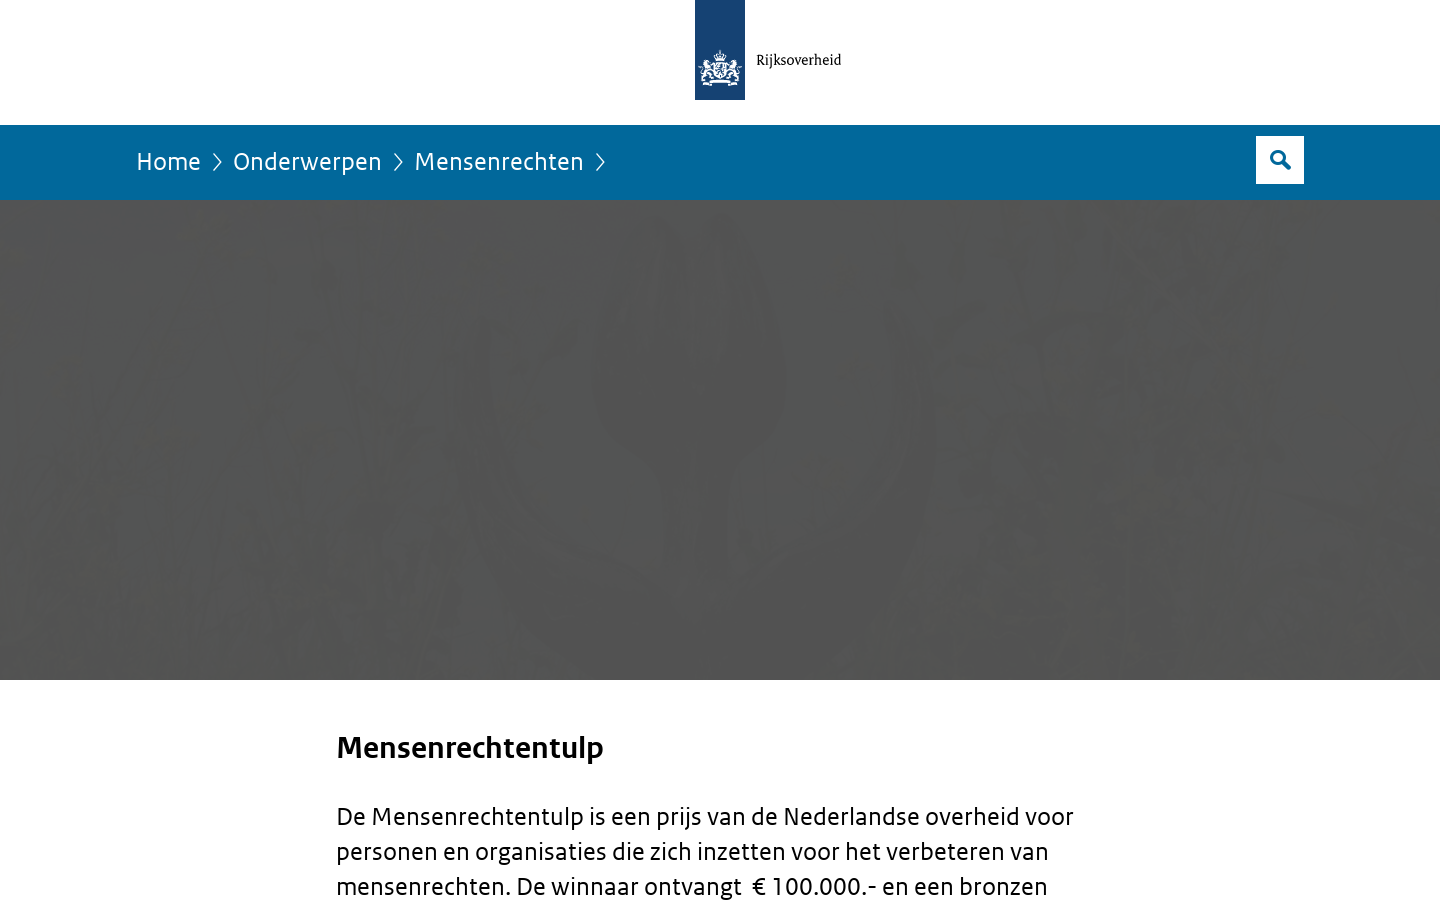 Rijksoverheid
Home
Onderwerpen
Mensenrechten
Mensenrechtentulp
De Mensenrechtentulp is een prijs van de Nederlandse overheid voor
personen en organisaties die zich inzetten voor het verbeteren van
mensenrechten. De winnaar ontvangt € 100.000.- en een bronzen